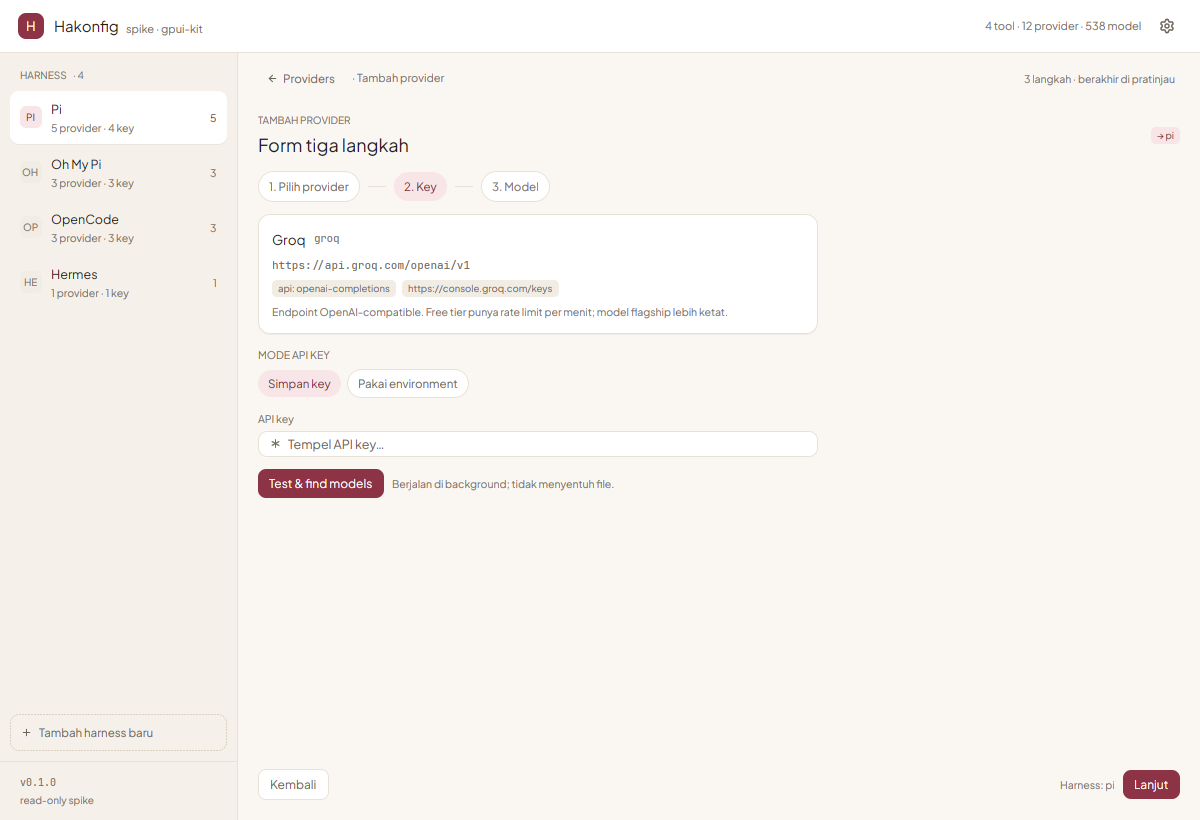 H Hakonfig spike · gpui-kit
4 tool · 12 provider · 538 model
HARNESS · 4
PI Pi
5 provider · 4 key
5
OH Oh My Pi
3 provider · 3 key
3
OP OpenCode
3 provider · 3 key
3
HE Hermes
1 provider · 1 key
1
+ Tambah harness baru
v0.1.0
read-only spike
← Providers · Tambah provider
3 langkah · berakhir di pratinjau
TAMBAH PROVIDER
Form tiga langkah
→ pi
1. Pilih provider
2. Key
3. Model
Groq groq
https://api.groq.com/openai/v1
api: openai-completions
https://console.groq.com/keys
Endpoint OpenAI-compatible. Free tier punya rate limit per menit; model flagship lebih ketat.
MODE API KEY
Simpan key
Pakai environment
API key
* Tempel API key…
Test & find models
Berjalan di background; tidak menyentuh file.
Kembali
Harness: pi
Lanjut